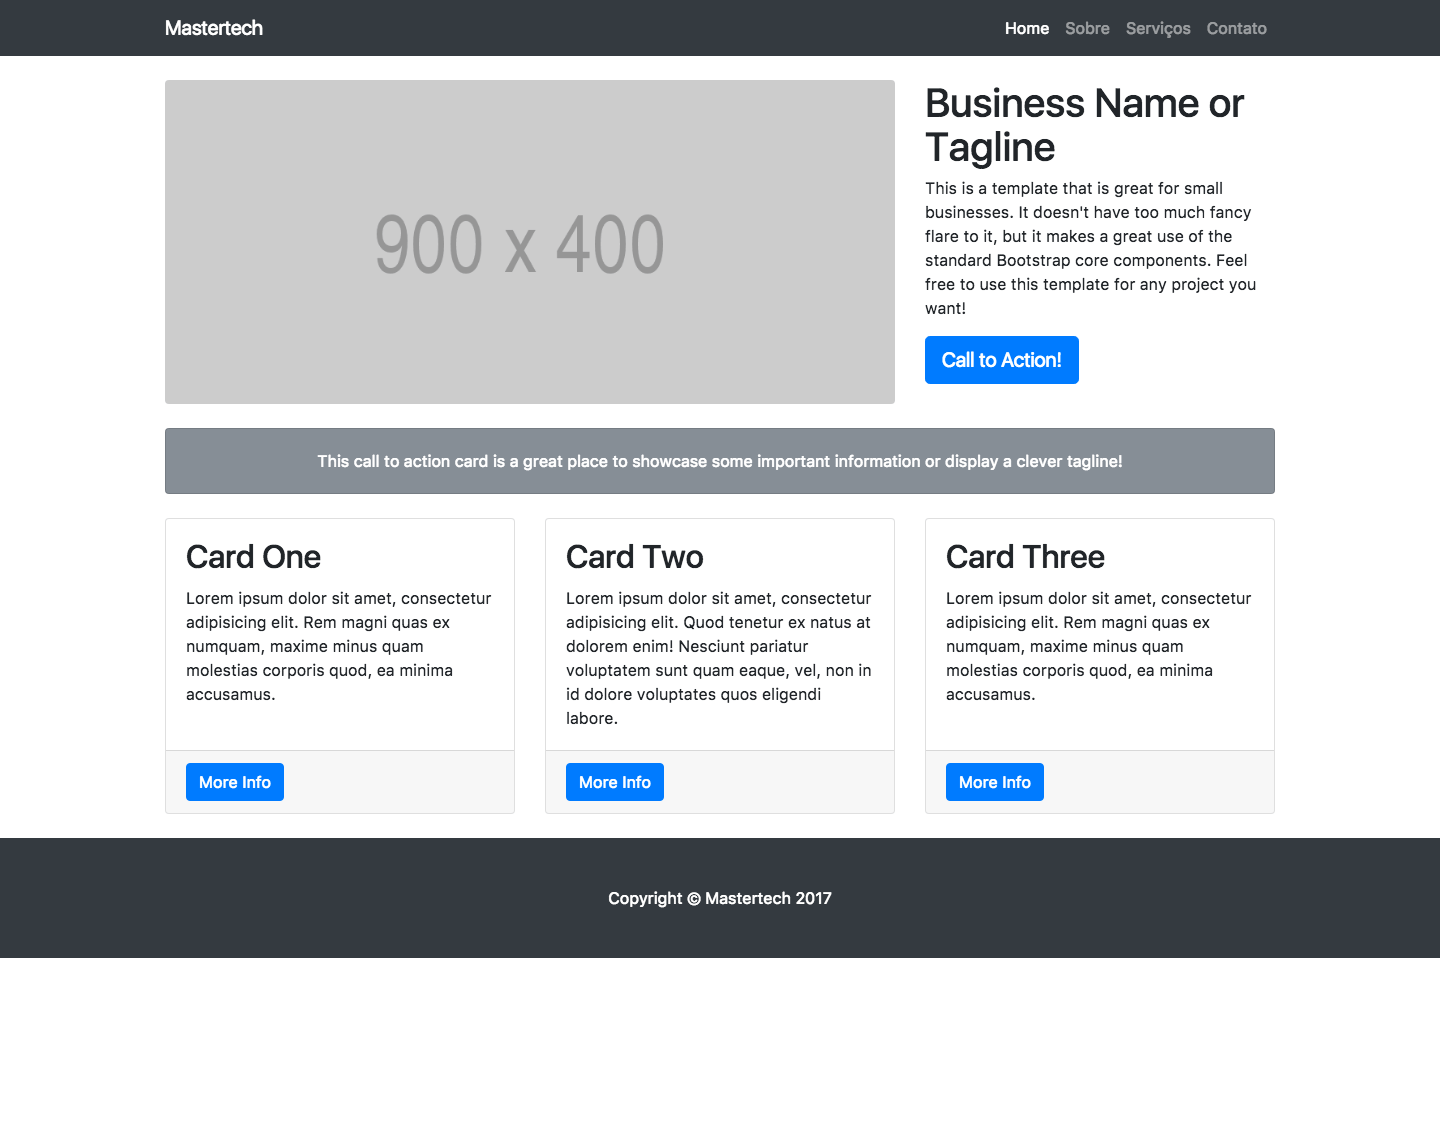 Mastertech
Home Sobre Serviços Contato
900 x 400
Business Name or
Tagline
This is a template that is great for small
businesses. It doesn't have too much fancy
flare to it, but it makes a great use of the
standard Bootstrap core components. Feel
free to use this template for any project you
want!
Call to Action!
This call to action card is a great place to showcase some important information or display a clever tagline!
Card One
Lorem ipsum dolor sit amet, consectetur
adipisicing elit. Rem magni quas ex
numquam, maxime minus quam
molestias corporis quod, ea minima
accusamus.
More Info
Card Two
Lorem ipsum dolor sit amet, consectetur
adipisicing elit. Quod tenetur ex natus at
dolorem enim! Nesciunt pariatur
voluptatem sunt quam eaque, vel, non in
id dolore voluptates quos eligendi
labore.
More Info
Card Three
Lorem ipsum dolor sit amet, consectetur
adipisicing elit. Rem magni quas ex
numquam, maxime minus quam
molestias corporis quod, ea minima
accusamus.
More Info
Copyright © Mastertech 2017